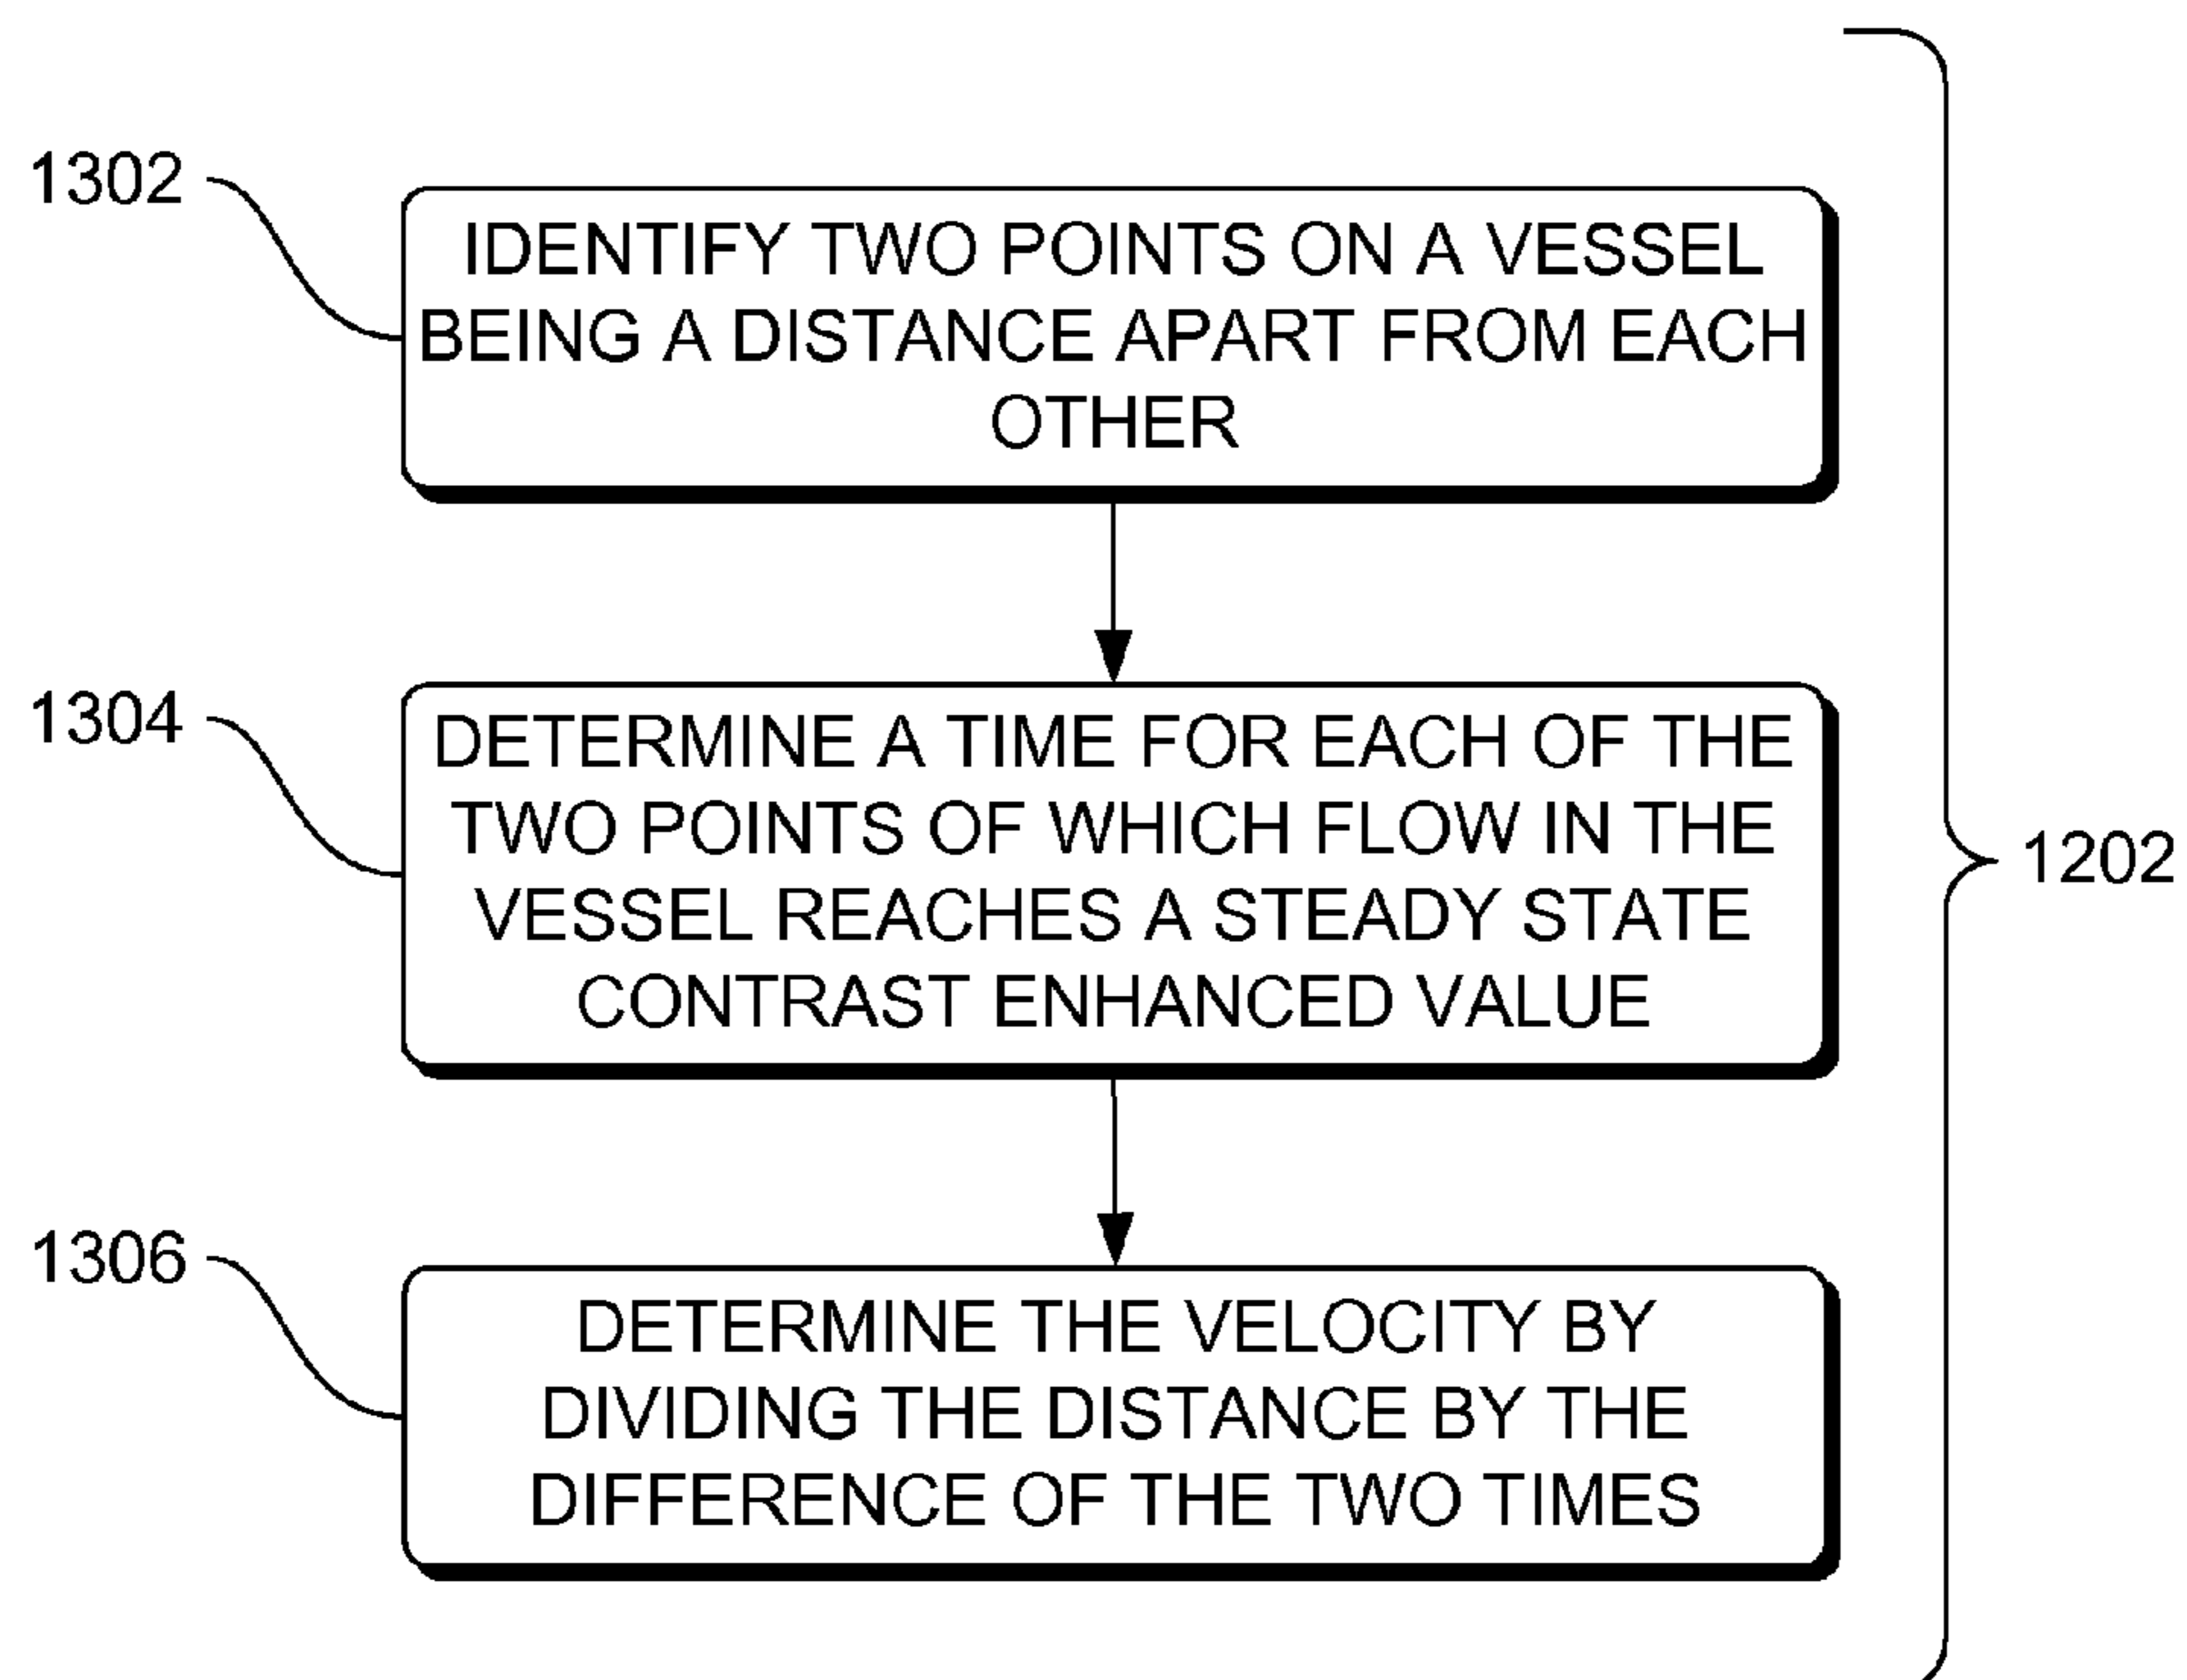 1302
IDENTIFY TWO POINTS ON A VESSEL
BEING A DISTANCE APART FROM EACH
OTHER
1304
DETERMINE A TIME FOR EACH OF THE
TWO POINTS OF WHICH FLOW IN THE
VESSEL REACHES A STEADY STATE
CONTRAST ENHANCED VALUE
1202
1306
DETERMINE THE VELOCITY BY
DIVIDING THE DISTANCE BY THE
DIFFERENCE OF THE TWO TIMES